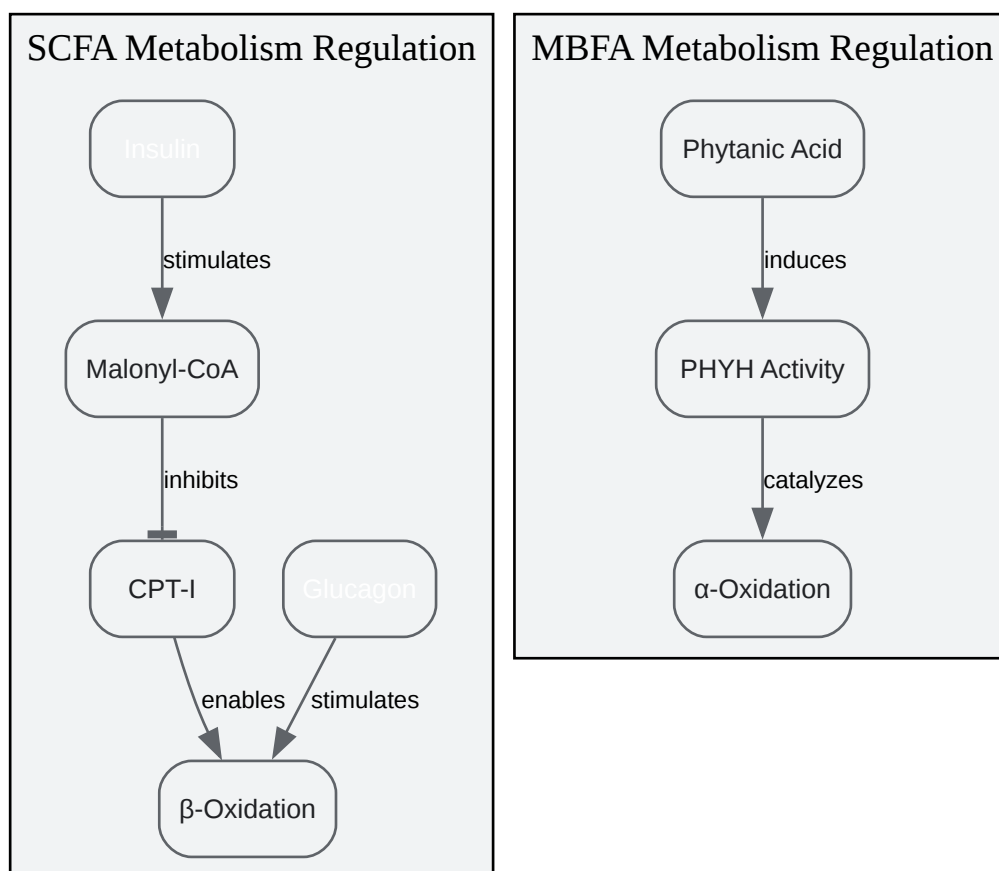 SCFA Metabolism Regulation
Insulin
stimulates
Malonyl-CoA
inhibits
CPT-I
Glucagon
enables
stimulates
β-Oxidation
MBFA Metabolism Regulation
Phytanic Acid
induces
PHYH Activity
catalyzes
α-Oxidation